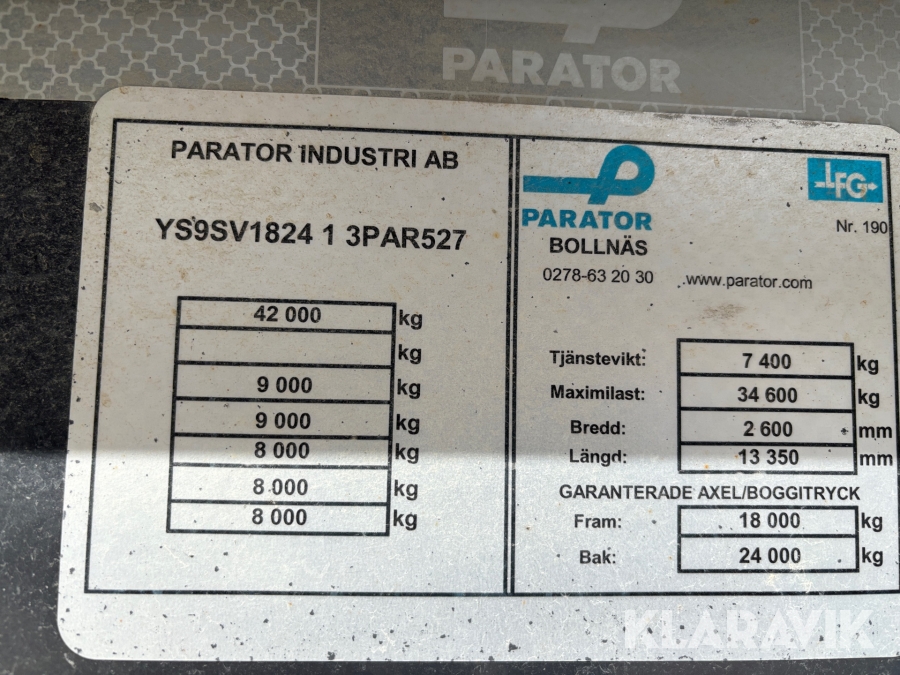 PARATOR
PARATOR INDUSTRI AB
YS9SV1824 1 3PAR527
42 000 kg
kg
9 000 kg
9 000 kg
8 000 kg
8 000 kg
8 000 kg
PARATOR
BOLLNÄS
0278-63 20 30 www.parator.com
LFG
Nr. 190
Tjänstevikt: 7 400 kg
Maximilast: 34 600 kg
Bredd: 2 600 mm
Längd: 13 350 mm
GARANTERADE AXEL/BOGGITRYCK
Fram: 18 000 kg
Bak: 24 000 kg
KLARAVIK